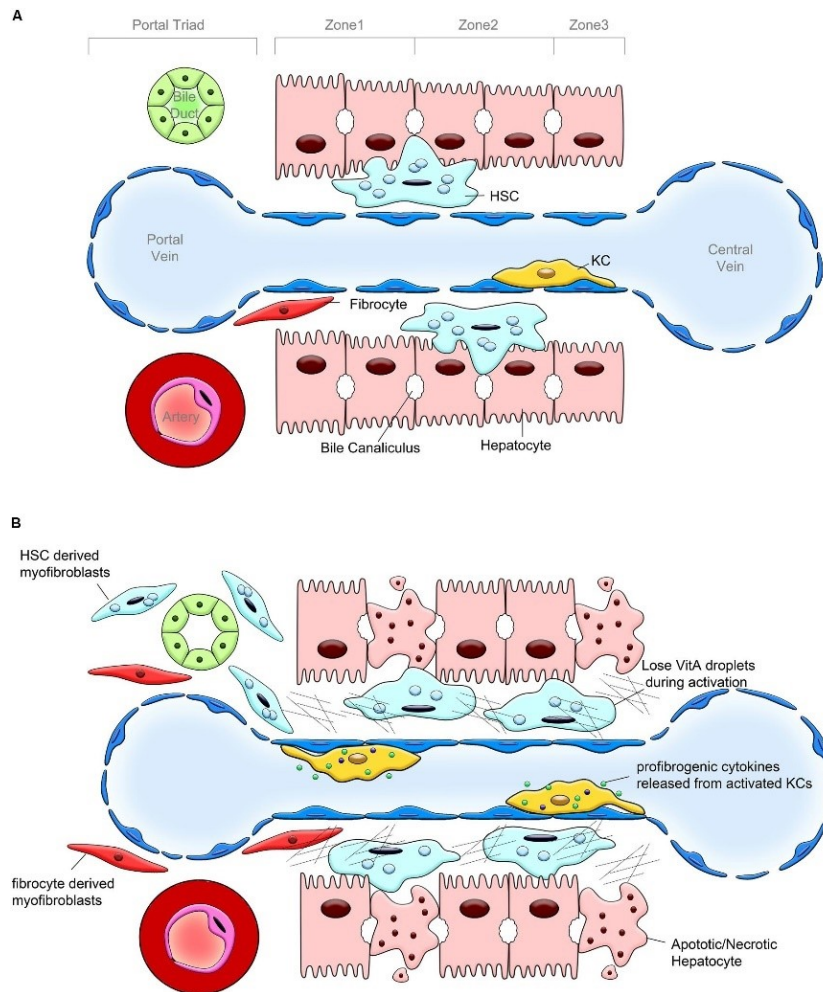 A
Portal Triad
Zone1
Zone2
Zone3
Bile
Duct
HSC
Portal
Vein
KC
Central
Vein
Fibrocyte
Artery
Bile Canaliculus
Hepatocyte
B
HSC derived
myofibroblasts
Lose VitA droplets
during activation
profibrogenic cytokines
released from activated KCs
fibrocyte derived
myofibroblasts
Apototic/Necrotic
Hepatocyte